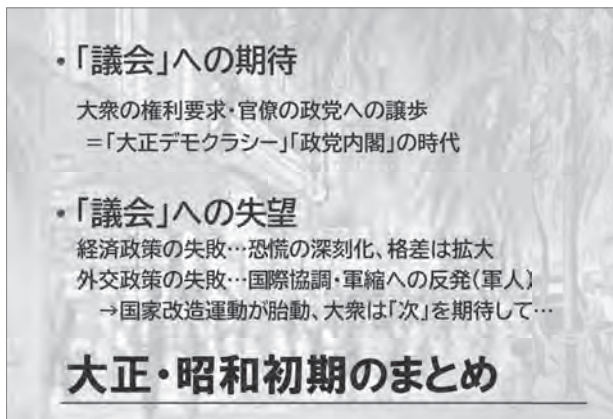 ・「議会」への期待
大衆の権利要求・官僚の政党への譲歩
＝「大正デモクラシー」「政党内閣」の時代
・「議会」への失望
経済政策の失敗…恐慌の深刻化、格差は拡大
外交政策の失敗…国際協調・軍縮への反発(軍人)
→国家改造運動が胎動、大衆は「次」を期待して…
大正・昭和初期のまとめ